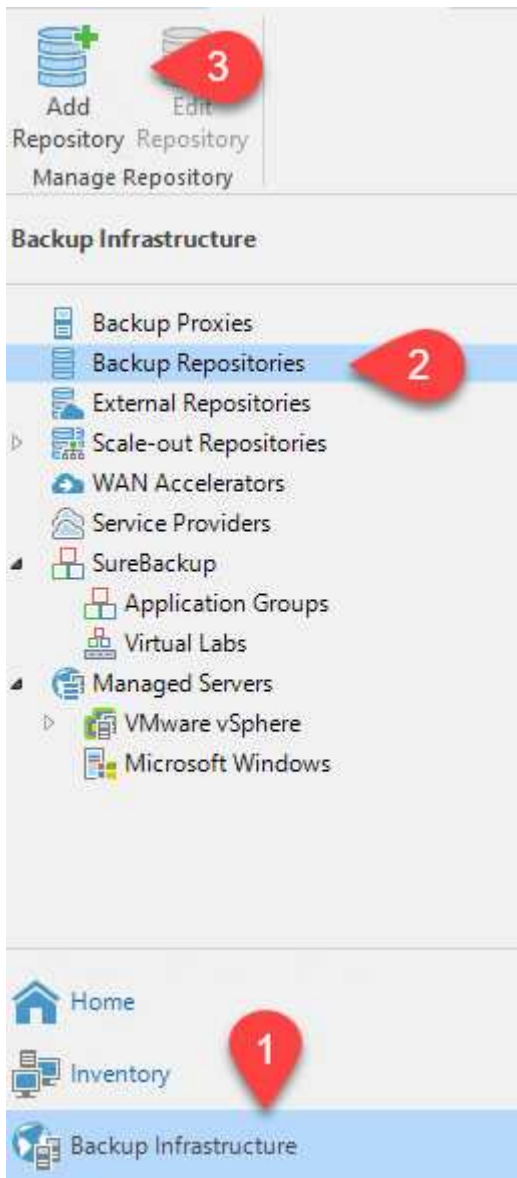 3
Add Edit
Repository Repository
Manage Repository
Backup Infrastructure
Backup Proxies
Backup Repositories
2
External Repositories
Scale-out Repositories
WAN Accelerators
Service Providers
SureBackup
Application Groups
Virtual Labs
Managed Servers
VMware vSphere
Microsoft Windows
Home
1
Inventory
Backup Infrastructure